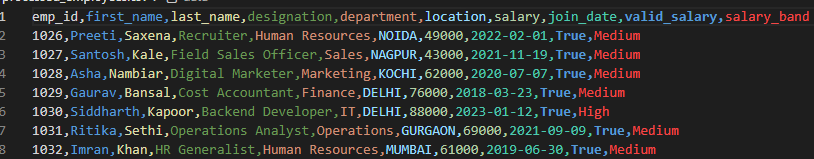 1 emp_id,first_name,last_name,designation,department,location,salary,join_date,valid_salary,salary_band
2 1026,Preeti,Saxena,Recruiter,Human Resources,NOIDA,49000,2022-02-01,True,Medium
3 1027,Santosh,Kale,Field Sales Officer,Sales,NAGPUR,43000,2021-11-19,True,Medium
4 1028,Asha,Nambiar,Digital Marketer,Marketing,KOCHI,62000,2020-07-07,True,Medium
5 1029,Gaurav,Bansal,Cost Accountant,Finance,DELHI,76000,2018-03-23,True,Medium
6 1030,Siddharth,Kapoor,Backend Developer,IT,DELHI,88000,2023-01-12,True,High
7 1031,Ritika,Sethi,Operations Analyst,Operations,GURGAON,69000,2021-09-09,True,Medium
8 1032,Imran,Khan,HR Generalist,Human Resources,MUMBAI,61000,2019-06-30,True,Medium